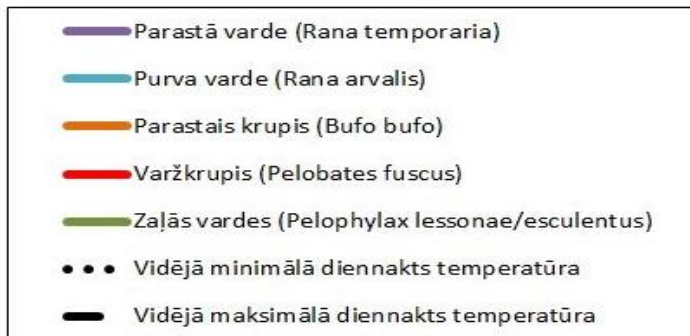 Parastā varde (Rana temporaria)
Purva varde (Rana arvalis)
Parastais krupis (Bufo bufo)
Varžkrupis (Pelobates fuscus)
Zaļās vardes (Pelophylax lessonae/esculentus)
Vidējā minimālā diennakts temperatūra
Vidējā maksimālā diennakts temperatūra